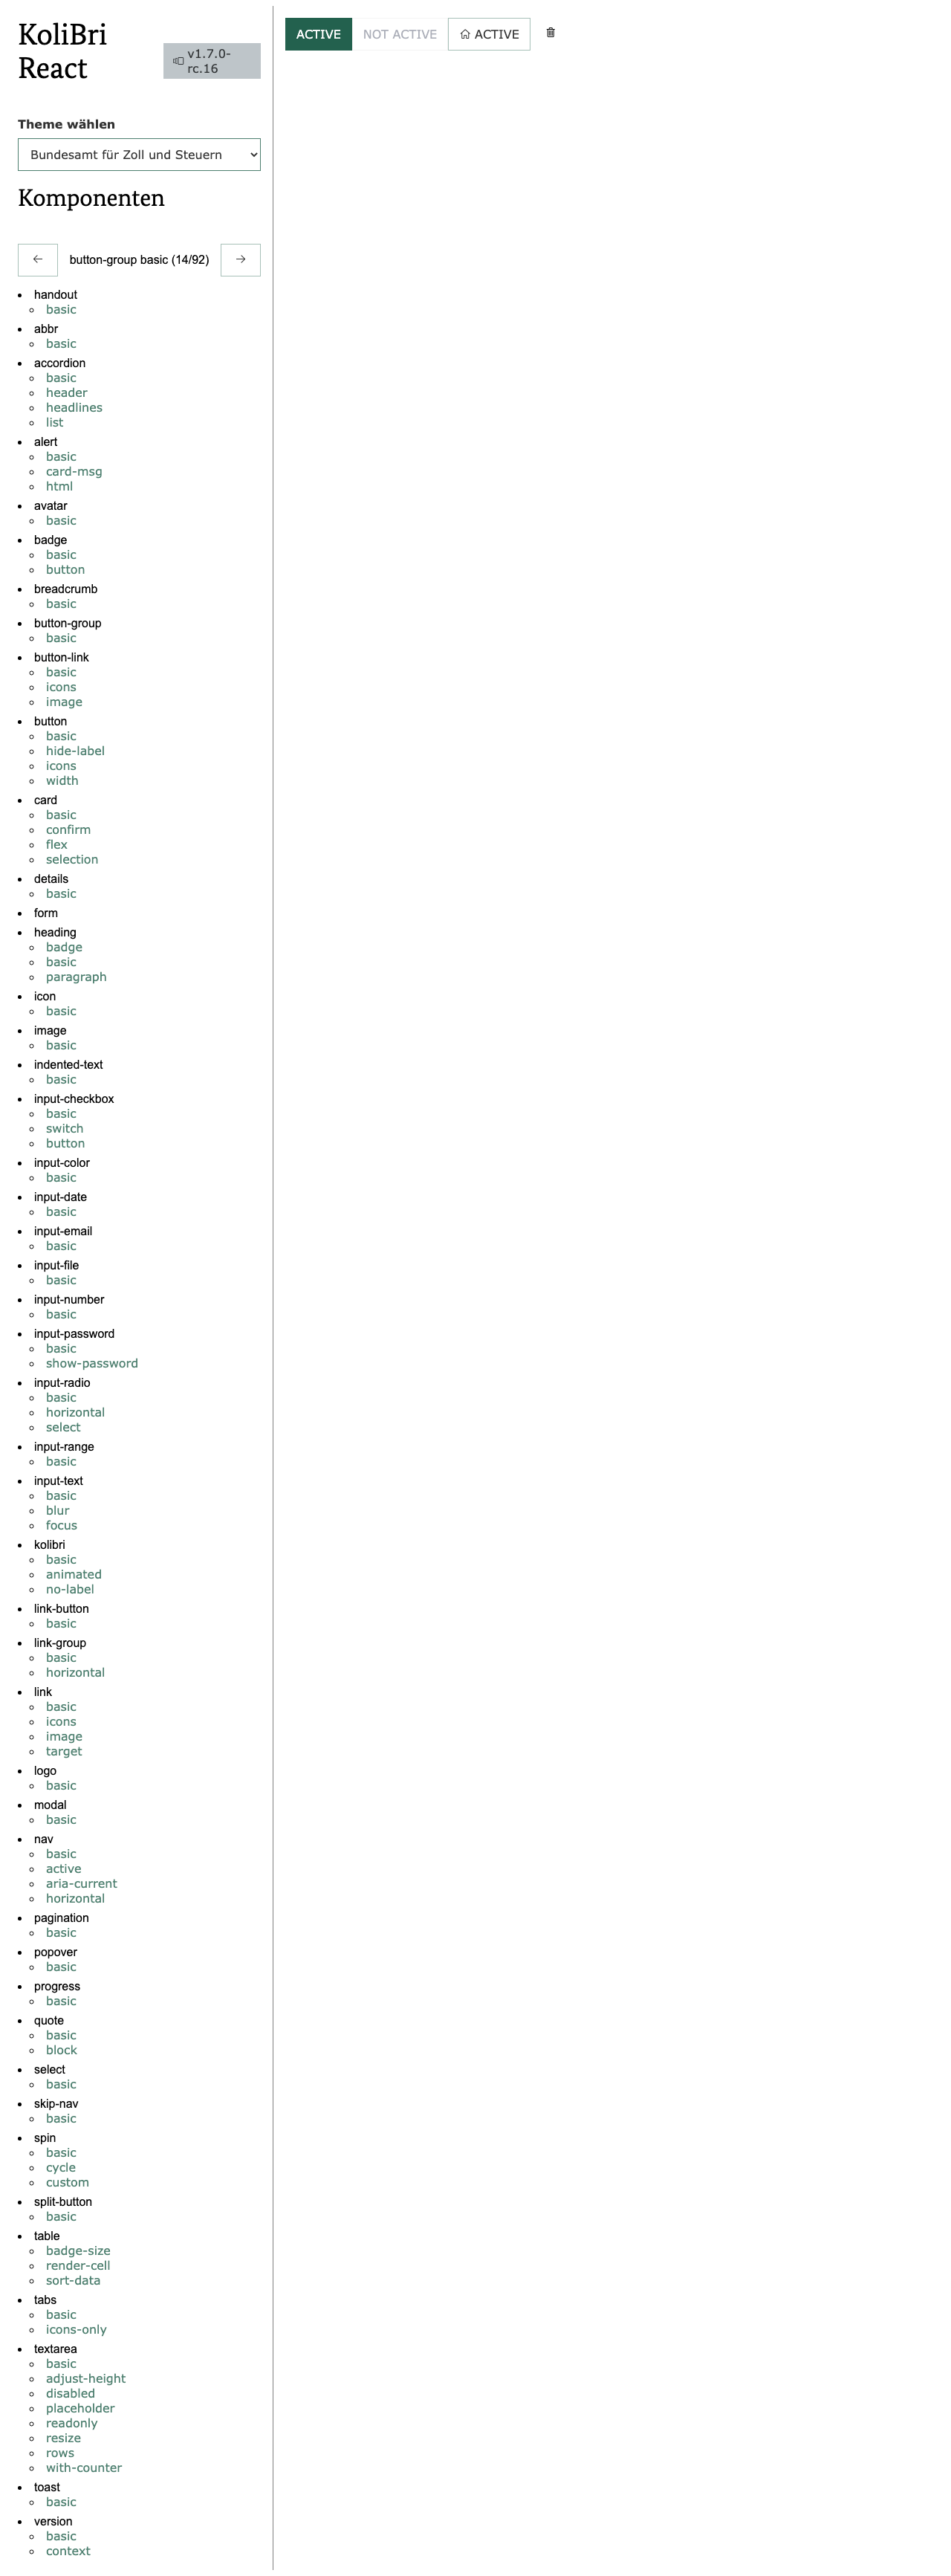 KoliBri
React
v1.7.0-
rc.16
Theme wählen
Bundesamt für Zoll und Steuern
Komponenten
← button-group basic (14/92) →
handout
basic
abbr
basic
accordion
basic
header
headlines
list
alert
basic
card-msg
html
avatar
basic
badge
basic
button
breadcrumb
basic
button-group
basic
button-link
basic
icons
image
button
basic
hide-label
icons
width
card
basic
confirm
flex
selection
details
basic
form
heading
badge
basic
paragraph
icon
basic
image
basic
indented-text
basic
input-checkbox
basic
switch
button
input-color
basic
input-date
basic
input-email
basic
input-file
basic
input-number
basic
input-password
basic
show-password
input-radio
basic
horizontal
select
input-range
basic
input-text
basic
blur
focus
kolibri
basic
animated
no-label
link-button
basic
link-group
basic
horizontal
link
basic
icons
image
target
logo
basic
modal
basic
nav
basic
active
aria-current
horizontal
pagination
basic
popover
basic
progress
basic
quote
basic
block
select
basic
skip-nav
basic
spin
basic
cycle
custom
split-button
basic
table
badge-size
render-cell
sort-data
tabs
basic
icons-only
textarea
basic
adjust-height
disabled
placeholder
readonly
resize
rows
with-counter
toast
basic
version
basic
context
ACTIVE NOT ACTIVE ACTIVE